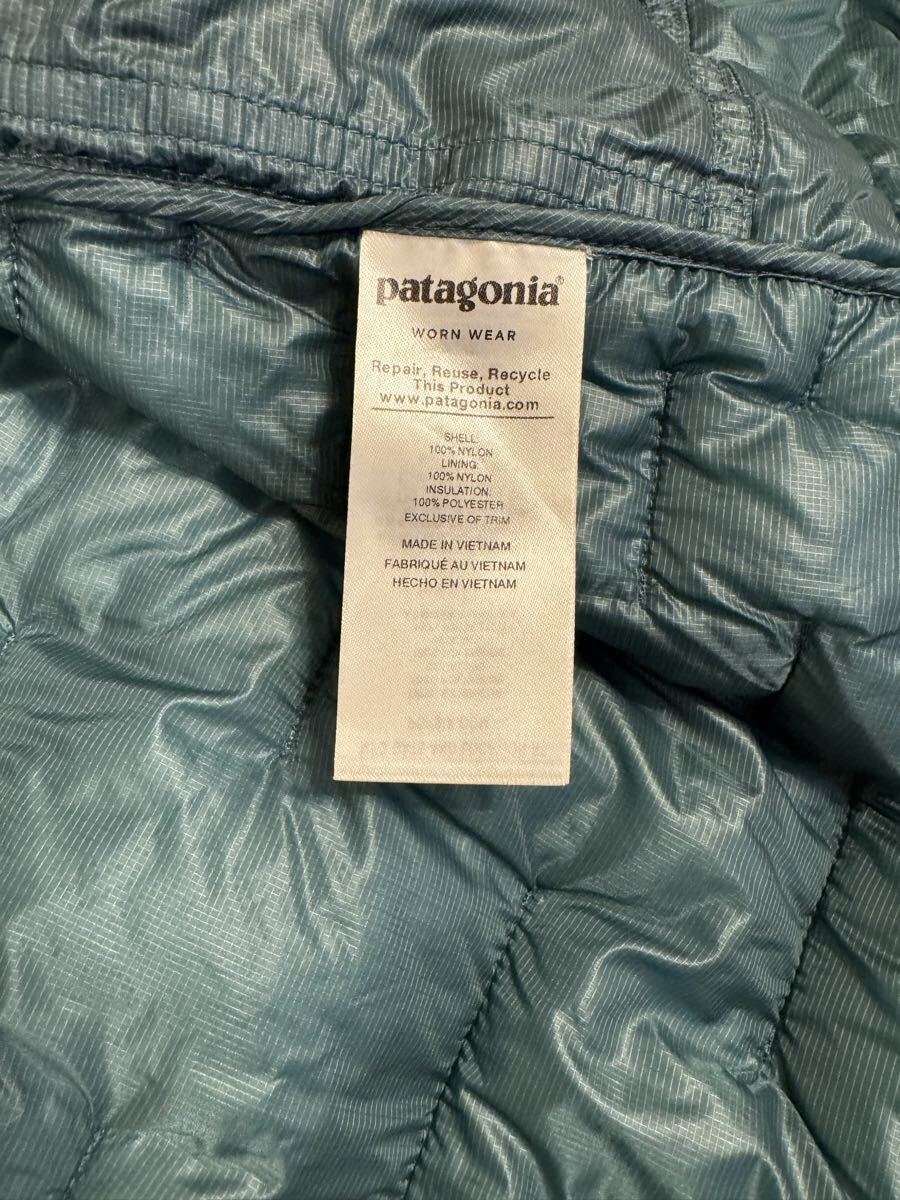 patagonia®
WORN WEAR
Repair, Reuse, Recycle
This Product
www.patagonia.com
SHELL:
100% NYLON
LINING:
100% NYLON
INSULATION:
100% POLYESTER
EXCLUSIVE OF TRIM
MADE IN VIETNAM
FABRIQUÉ AU VIETNAM
HECHO EN VIETNAM